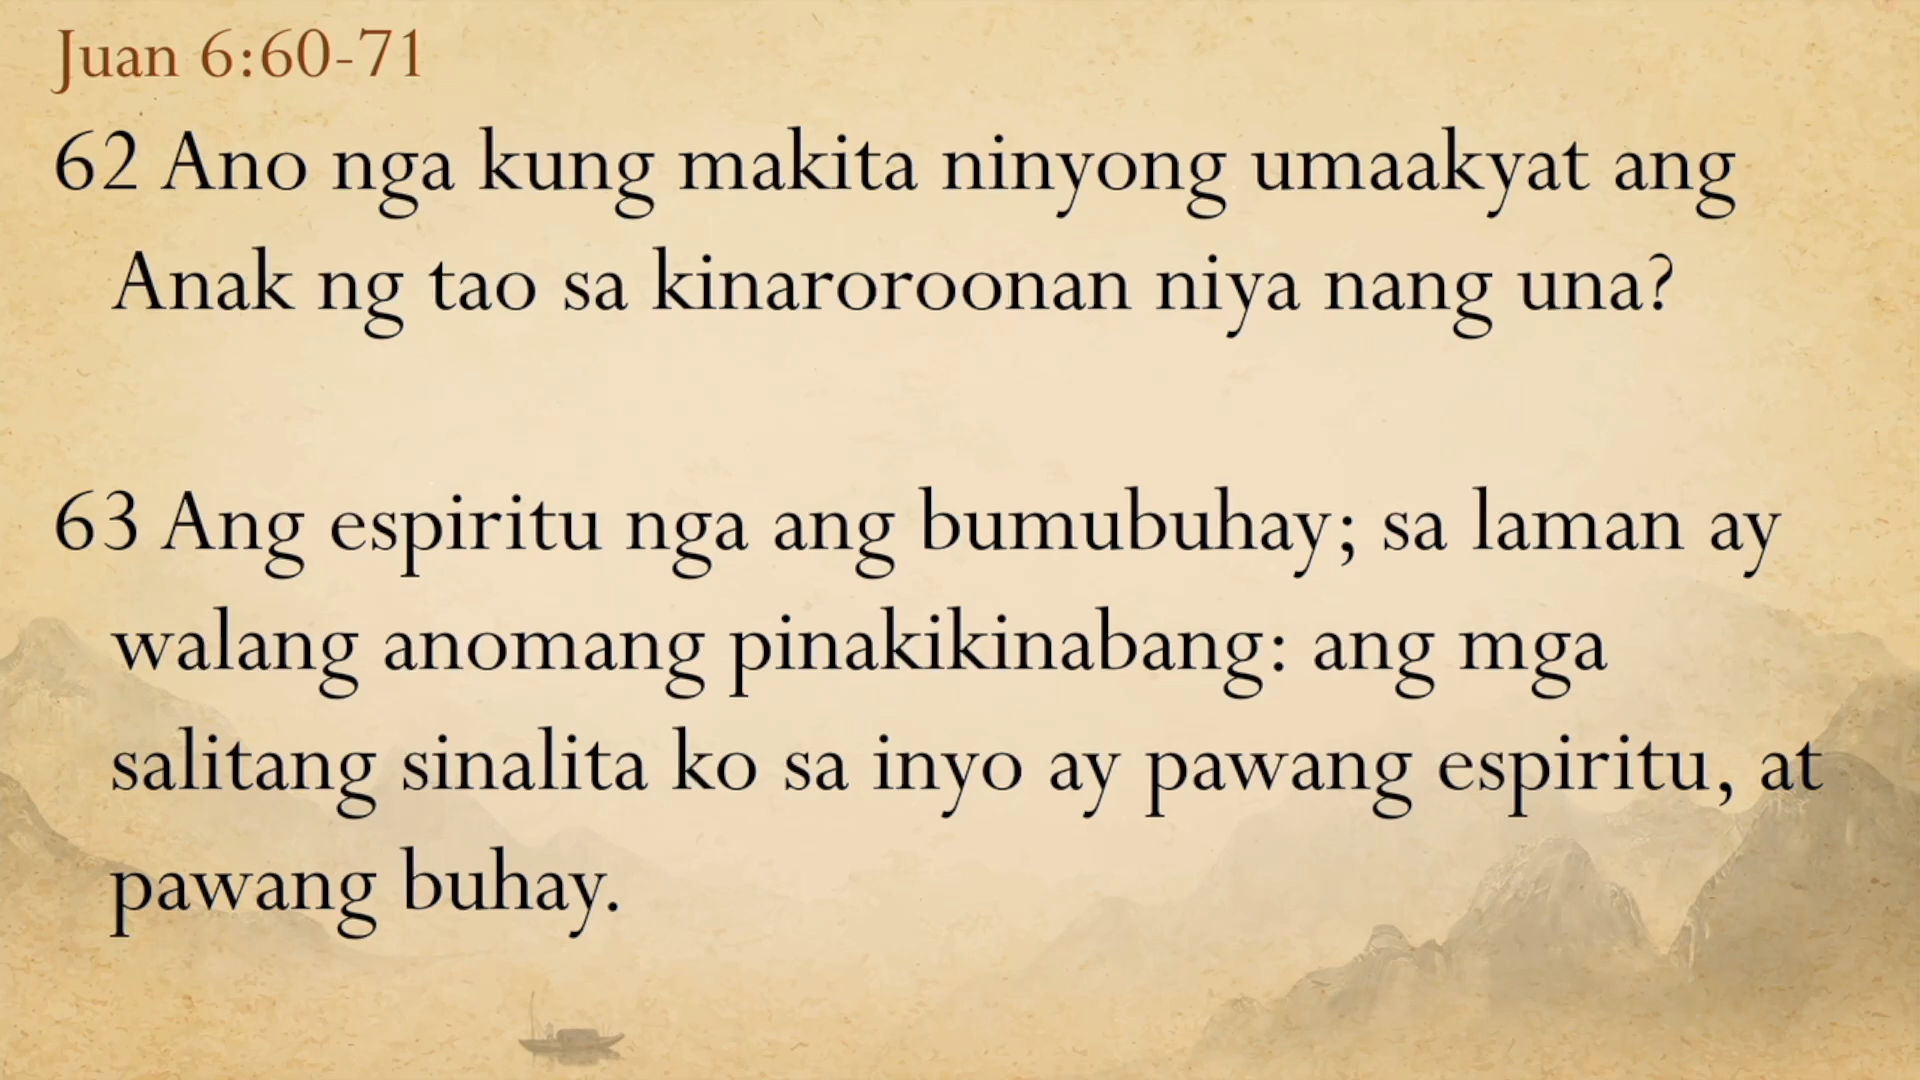 Juan 6:60-71
62 Ano nga kung makita ninyong umaakyat ang
Anak ng tao sa kinaroroonan niya nang una?
63 Ang espiritu nga ang bumubuhay; sa laman ay
walang anomang pinakikinabang: ang mga
salitang sinalita ko sa inyo ay pawang espiritu, at
pawang buhay.